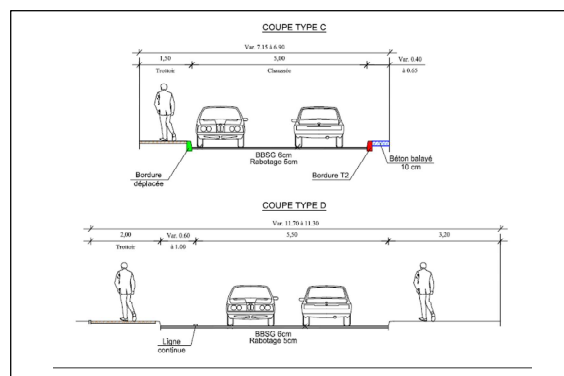 COUPE TYPE C
Var. 7.15 à 6.90
1,50
5,00
Var. 0.40
Trottoir
Chaussée
à 0.65
BBSG 6cm
Rabotage 5cm
Bordure
déplacée
Bordure T2
Béton balayé
10 cm
COUPE TYPE D
Var. 11.70 à 11.30
2,00
Var. 0.60
5,50
3,20
Trottoir
à 1.00
BBSG 6cm
Rabotage 5cm
Ligne
continue